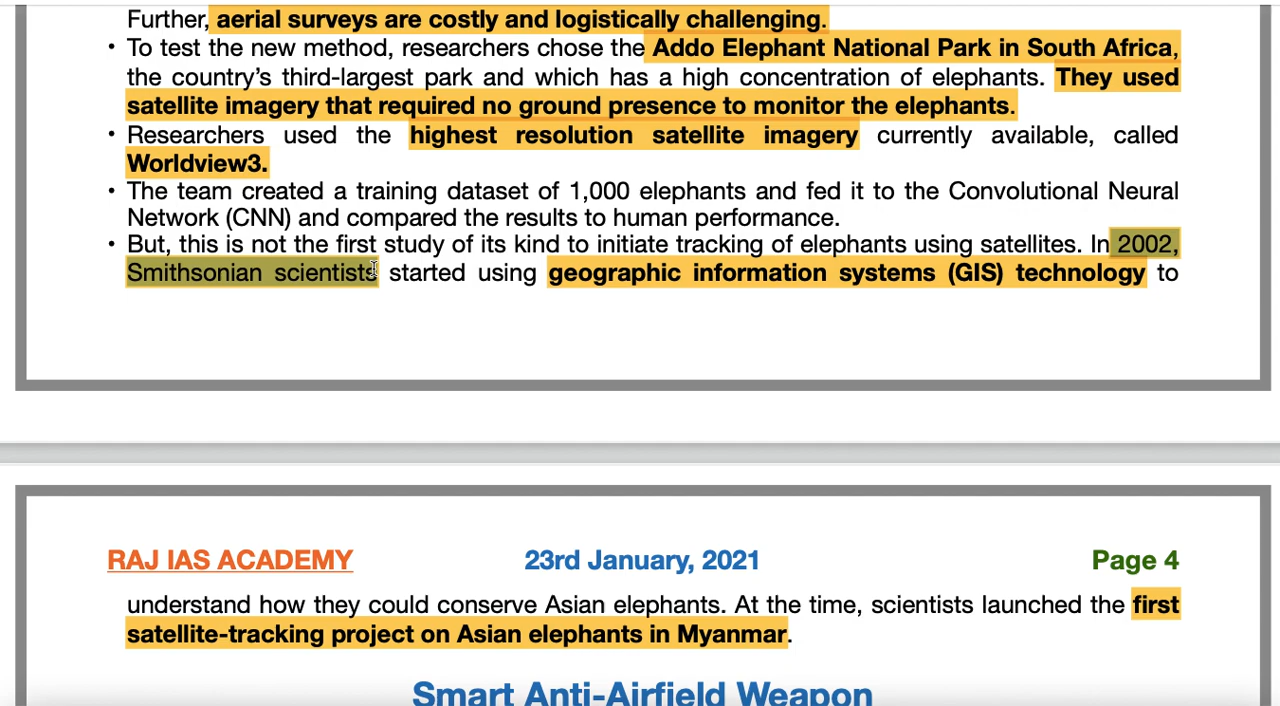 Further, aerial surveys are costly and logistically challenging.
• To test the new method, researchers chose the Addo Elephant National Park in South Africa,
the country’s third-largest park and which has a high concentration of elephants. They used
satellite imagery that required no ground presence to monitor the elephants.
• Researchers used the highest resolution satellite imagery currently available, called
Worldview3.
• The team created a training dataset of 1,000 elephants and fed it to the Convolutional Neural
Network (CNN) and compared the results to human performance.
• But, this is not the first study of its kind to initiate tracking of elephants using satellites. In 2002,
Smithsonian scientists started using geographic information systems (GIS) technology to
RAJ IAS ACADEMY 23rd January, 2021 Page 4
understand how they could conserve Asian elephants. At the time, scientists launched the first
satellite-tracking project on Asian elephants in Myanmar.
Smart Anti-Airfield Weapon